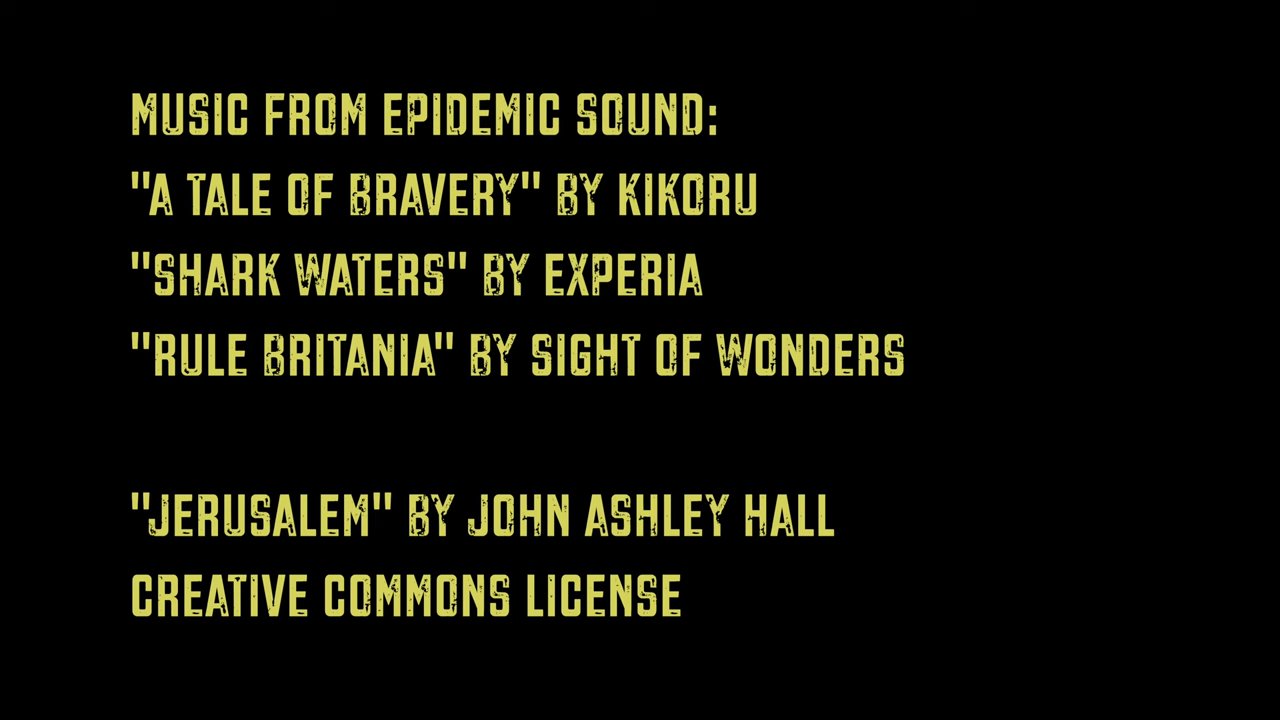 MUSIC FROM EPIDEMIC SOUND:
"A TALE OF BRAVERY" BY KIKORU
"SHARK WATERS" BY EXPERIA
"RULE BRITANIA" BY SIGHT OF WONDERS
"JERUSALEM" BY JOHN ASHLEY HALL
CREATIVE COMMONS LICENSE